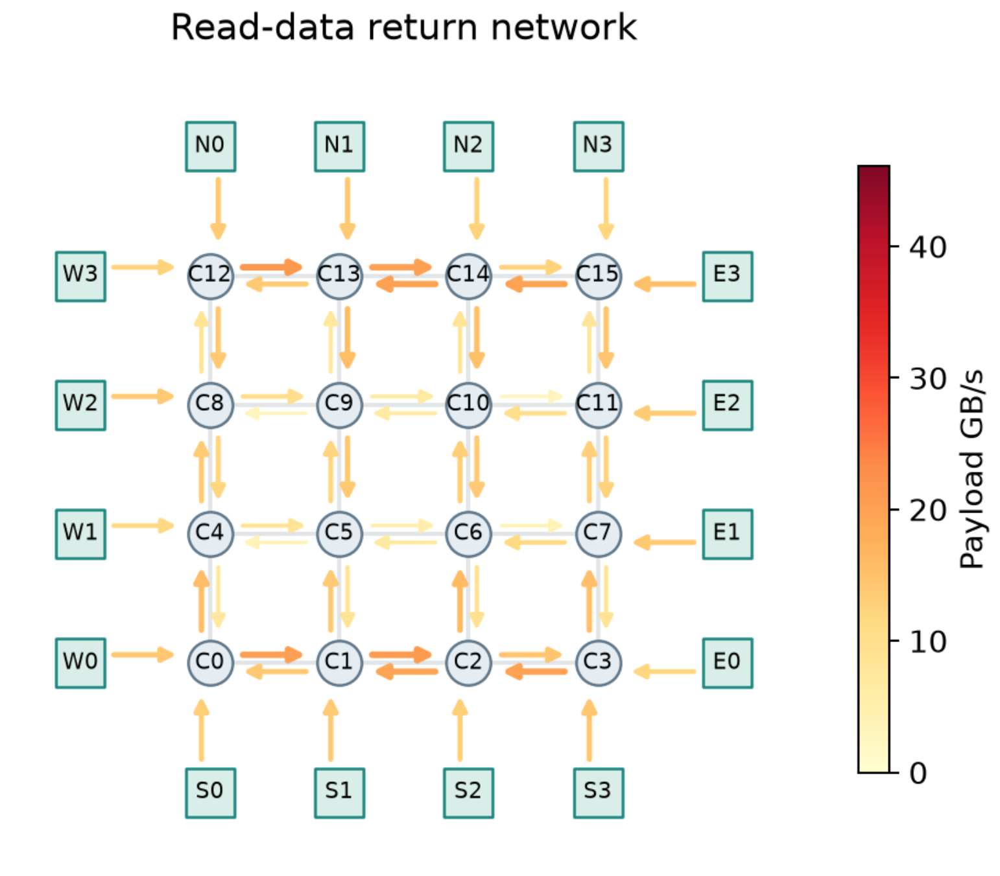 Read-data return network
N0 N1 N2 N3
W3 C12 C13 C14 C15 E3
W2 C8 C9 C10 C11 E2
W1 C4 C5 C6 C7 E1
W0 C0 C1 C2 C3 E0
S0 S1 S2 S3
40
30
20
10
0
Payload GB/s